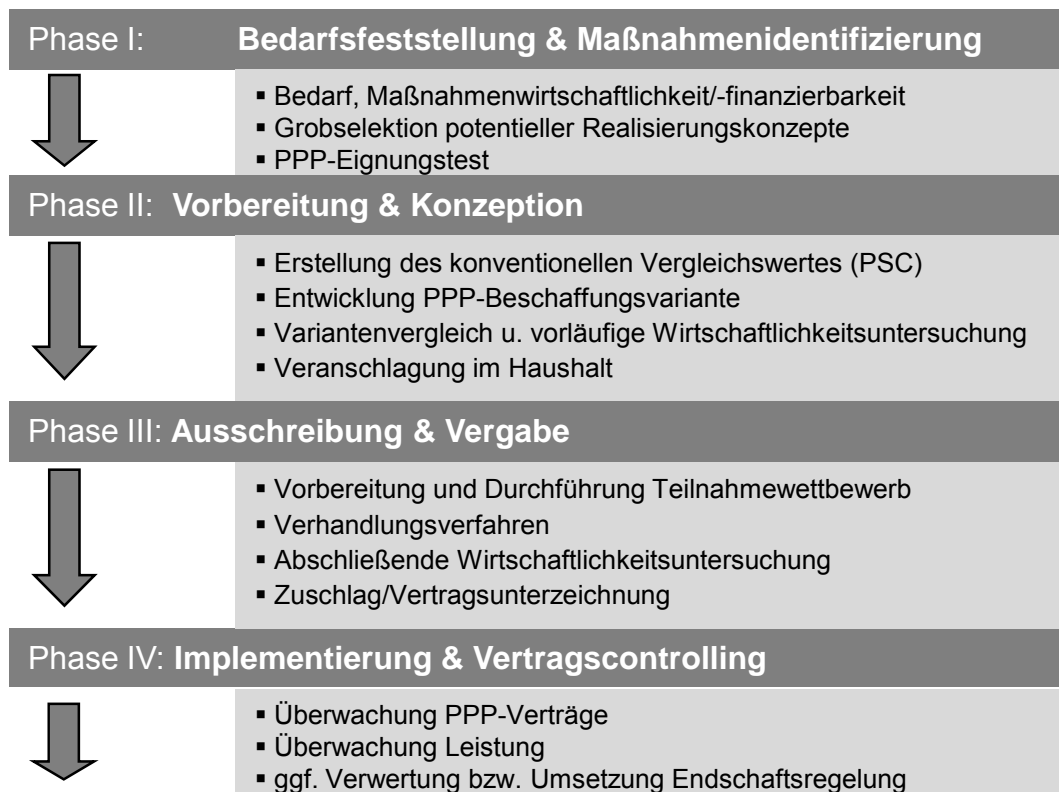 Phase I: Bedarfsfeststellung & Maßnahmenidentifizierung
▪ Bedarf, Maßnahmenwirtschaftlichkeit/-finanzierbarkeit
▪ Grobselektion potentieller Realisierungskonzepte
▪ PPP-Eignungstest
Phase II: Vorbereitung & Konzeption
▪ Erstellung des konventionellen Vergleichswertes (PSC)
▪ Entwicklung PPP-Beschaffungsvariante
▪ Variantenvergleich u. vorläufige Wirtschaftlichkeitsuntersuchung
▪ Veranschlagung im Haushalt
Phase III: Ausschreibung & Vergabe
▪ Vorbereitung und Durchführung Teilnahmewettbewerb
▪ Verhandlungsverfahren
▪ Abschließende Wirtschaftlichkeitsuntersuchung
▪ Zuschlag/Vertragsunterzeichnung
Phase IV: Implementierung & Vertragscontrolling
▪ Überwachung PPP-Verträge
▪ Überwachung Leistung
▪ ggf. Verwertung bzw. Umsetzung Endschaftsregelung